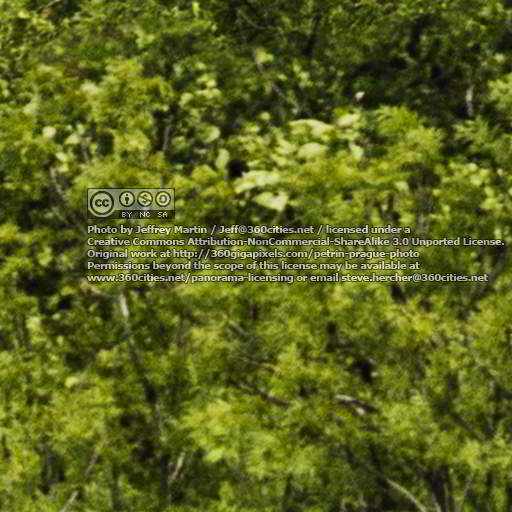 cc
BY NC SA
Photo by Jeffrey Martin / Jeff@360cities.net / licensed under a
Creative Commons Attribution-NonCommercial-ShareAlike 3.0 Unported License.
Original work at http://360gigapixels.com/petrin-prague-photo
Permissions beyond the scope of this license may be available at
www.360cities.net/panorama-licensing or email steve.hercher@360cities.net